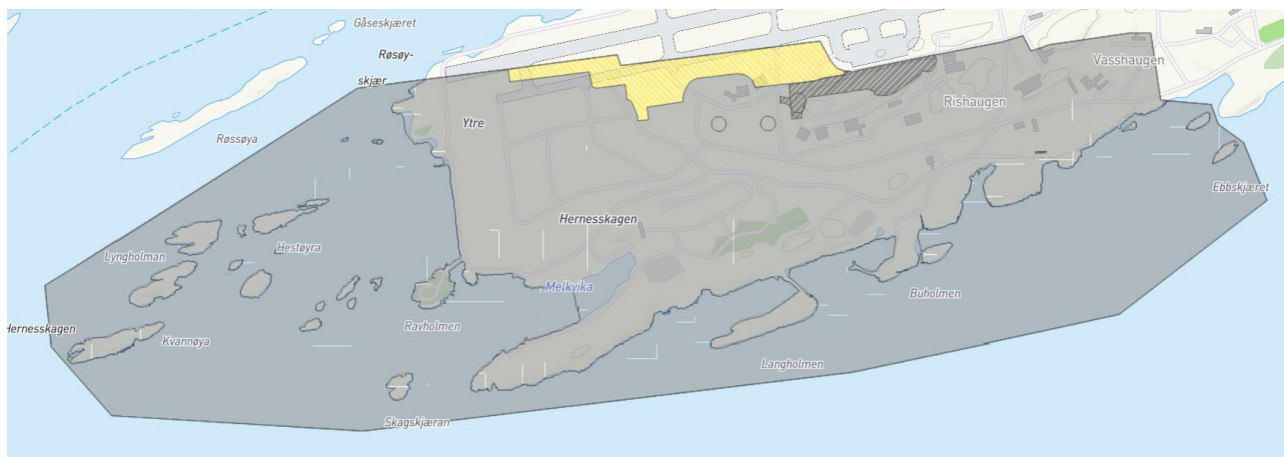 Gåseskjæret
Røsøy-
skjær
Røssøya
Ytre
Vasshaugen
Rishaugen
Ebbskjæret
Hernesskagen
Lyngholman
Hestøyra
Melkvika
Buholmen
Hernesskagen
Kvannøya
Ravholmen
Langholmen
Skagskjæran